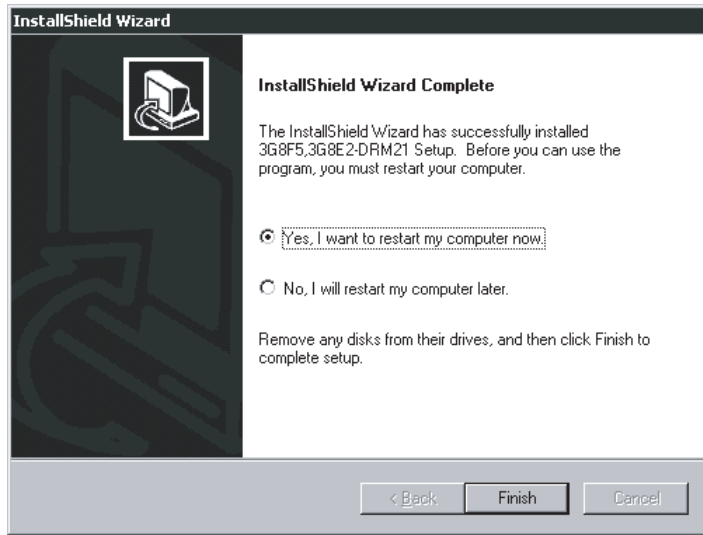 InstallShield Wizard
InstallShield Wizard Complete
The InstallShield Wizard has successfully installed
3G8F5,3G8E2-DRM21 Setup. Before you can use the
program, you must restart your computer.
Yes, I want to restart my computer now.
No, I will restart my computer later.
Remove any disks from their drives, and then click Finish to
complete setup.
< Back
Finish
Cancel